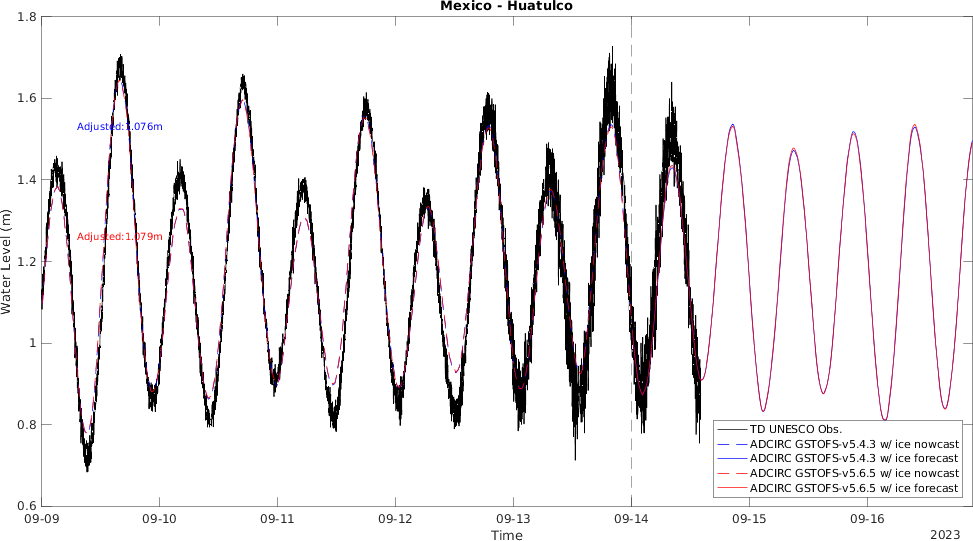 Mexico - Huatulco
1.8
1.6
1.4
1.2
1
0.8
0.6
Water Level (m)
Adjusted:1.076m
Adjusted:1.079m
TD UNESCO Obs.
ADCIRC GSTOFS-v5.4.3 w/ ice nowcast
ADCIRC GSTOFS-v5.4.3 w/ ice forecast
ADCIRC GSTOFS-v5.6.5 w/ ice nowcast
ADCIRC GSTOFS-v5.6.5 w/ ice forecast
09-09 09-10 09-11 09-12 09-13 09-14 09-15 09-16
Time
2023